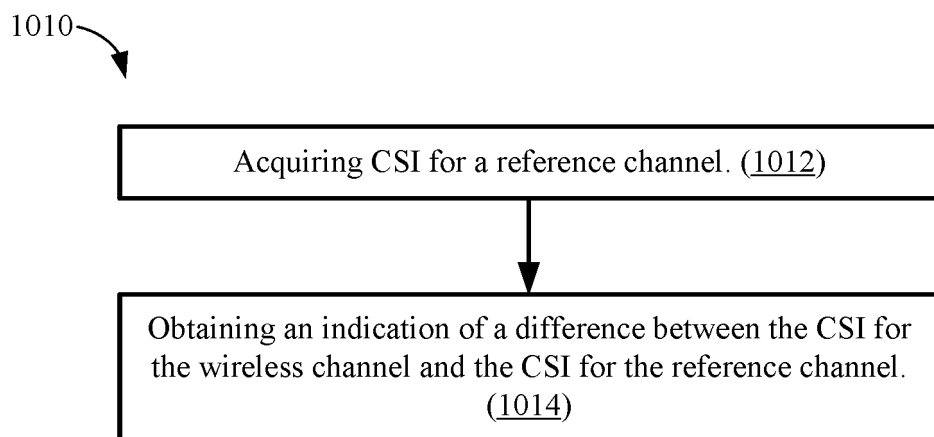 1010
Acquiring CSI for a reference channel. (1012)
Obtaining an indication of a difference between the CSI for
the wireless channel and the CSI for the reference channel.
(1014)